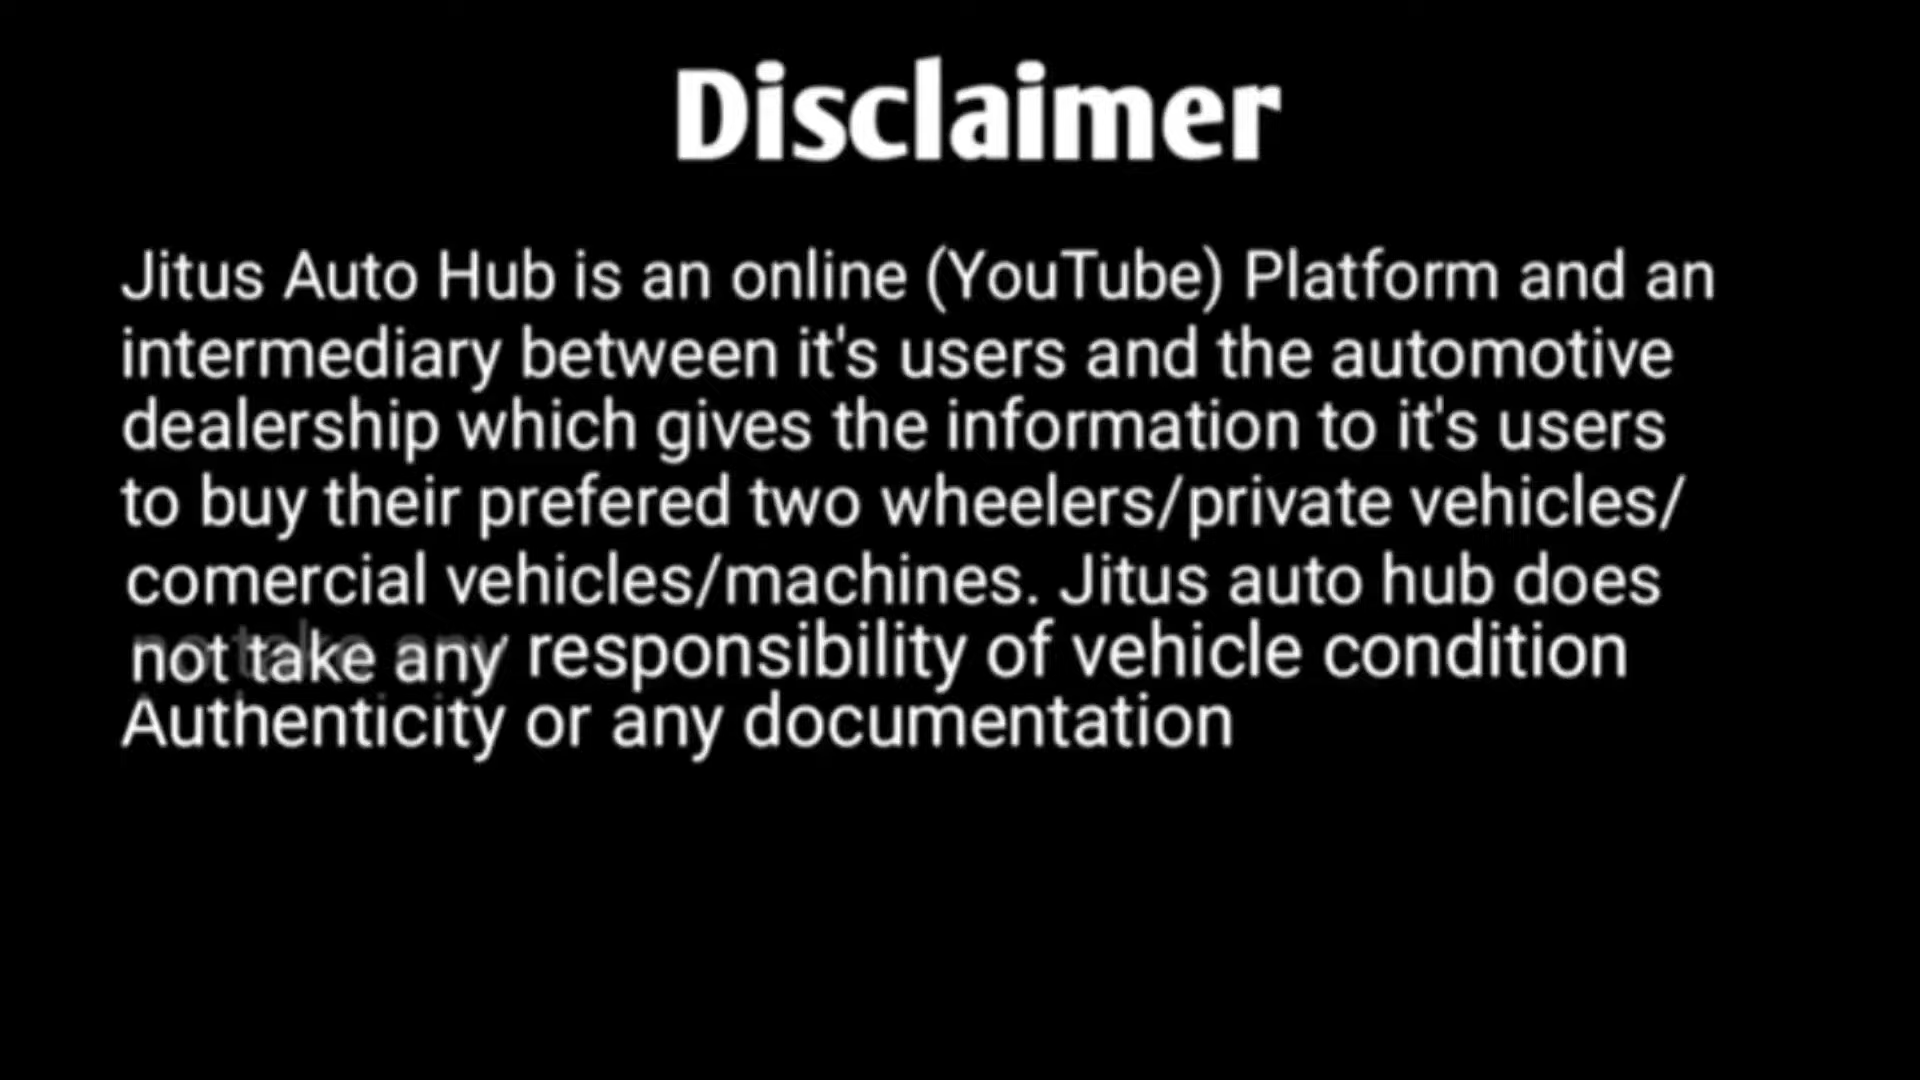 Disclaimer
Jitus Auto Hub is an online (YouTube) Platform and an
intermediary between it's users and the automotive
dealership which gives the information to it's users
to buy their prefered two wheelers/private vehicles/
comercial vehicles/machines. Jitus auto hub does
not take any responsibility of vehicle condition
Authenticity or any documentation